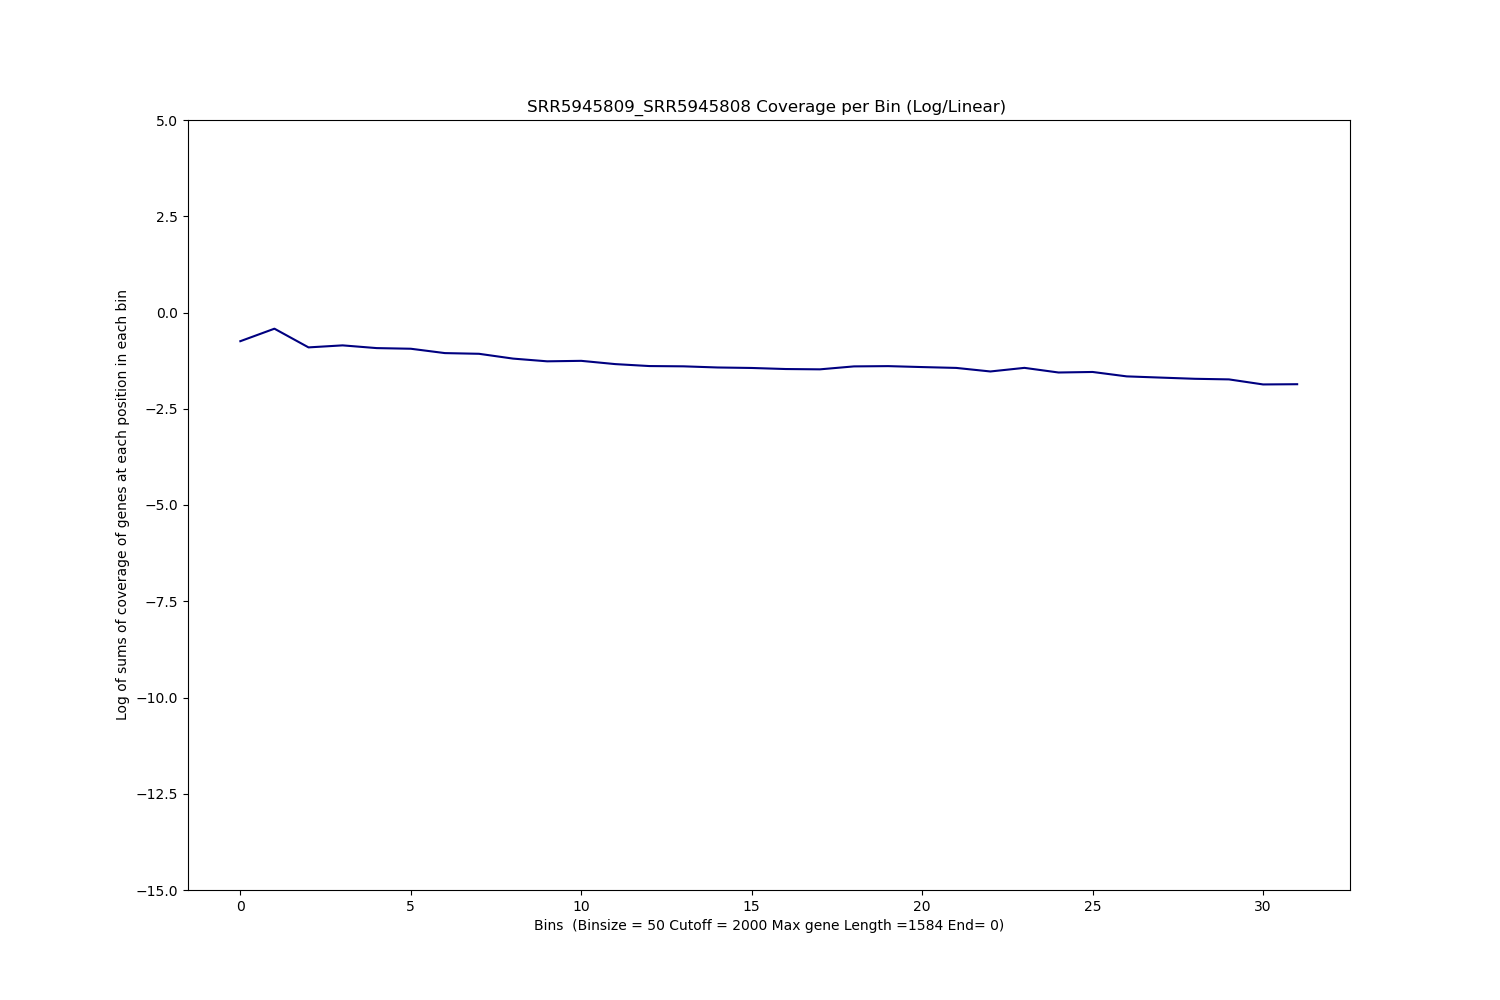 SRR5945809_SRR5945808 Coverage per Bin (Log/Linear)
5.0
2.5
0.0
−2.5
−5.0
−7.5
−10.0
−12.5
−15.0
Log of sums of coverage of genes at each position in each bin
0 5 10 15 20 25 30
Bins  (Binsize = 50 Cutoff = 2000 Max gene Length =1584 End= 0)